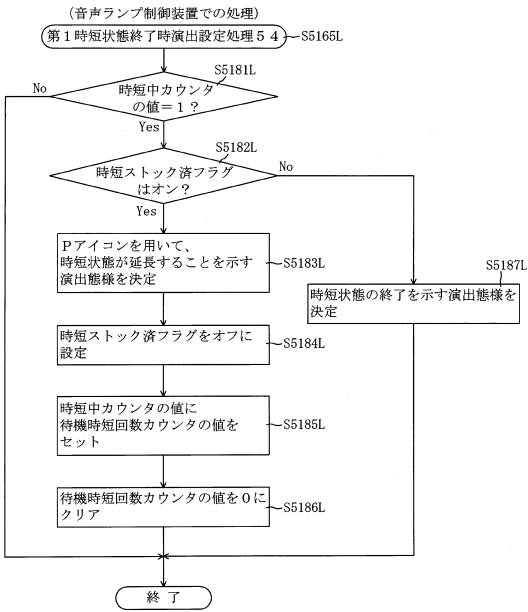 （音声ランプ制御装置での処理）
第１時短状態終了時演出設定処理５４
S5165L
S5181L
時短中カウンタ
の値＝１？
No
Yes
S5182L
時短ストック済フラグ
はオン？
No
Yes
Ｐアイコンを用いて、
時短状態が延長することを示す
演出態様を決定
S5183L
S5187L
時短状態の終了を示す演出態様を
決定
時短ストック済フラグをオフに
設定
S5184L
時短中カウンタの値に
待機時短回数カウンタの値を
セット
S5185L
待機時短回数カウンタの値を０に
クリア
S5186L
終 了